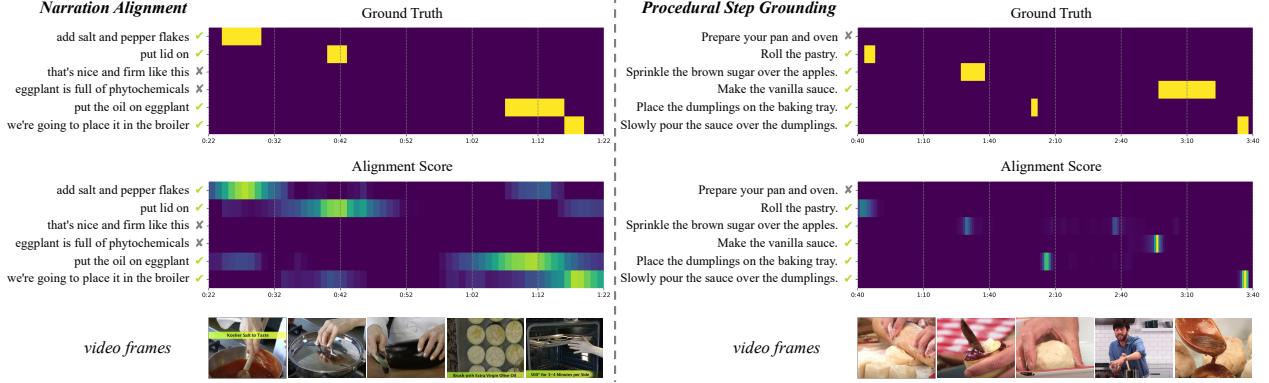 Narration Alignment
Ground Truth
add salt and pepper flakes ✔
put lid on ✔
that's nice and firm like this ✘
eggplant is full of phytochemicals ✘
put the oil on eggplant ✔
we're going to place it in the broiler ✔
0:22 0:32 0:42 0:52 1:02 1:12 1:22
Alignment Score
add salt and pepper flakes ✔
put lid on ✔
that's nice and firm like this ✘
eggplant is full of phytochemicals ✘
put the oil on eggplant ✔
we're going to place it in the broiler ✔
0:22 0:32 0:42 0:52 1:02 1:12 1:22
video frames
Kosher Salt to Taste
Brush with Extra Virgin Olive Oil
500° for 3-4 Minutes per Side
Procedural Step Grounding
Ground Truth
Prepare your pan and oven ✘
Roll the pastry. ✔
Sprinkle the brown sugar over the apples. ✔
Make the vanilla sauce. ✔
Place the dumplings on the baking tray. ✔
Slowly pour the sauce over the dumplings. ✔
0:40 1:10 1:40 2:10 2:40 3:10 3:40
Alignment Score
Prepare your pan and oven. ✘
Roll the pastry. ✔
Sprinkle the brown sugar over the apples. ✔
Make the vanilla sauce. ✔
Place the dumplings on the baking tray. ✔
Slowly pour the sauce over the dumplings. ✔
0:40 1:10 1:40 2:10 2:40 3:10 3:40
video frames